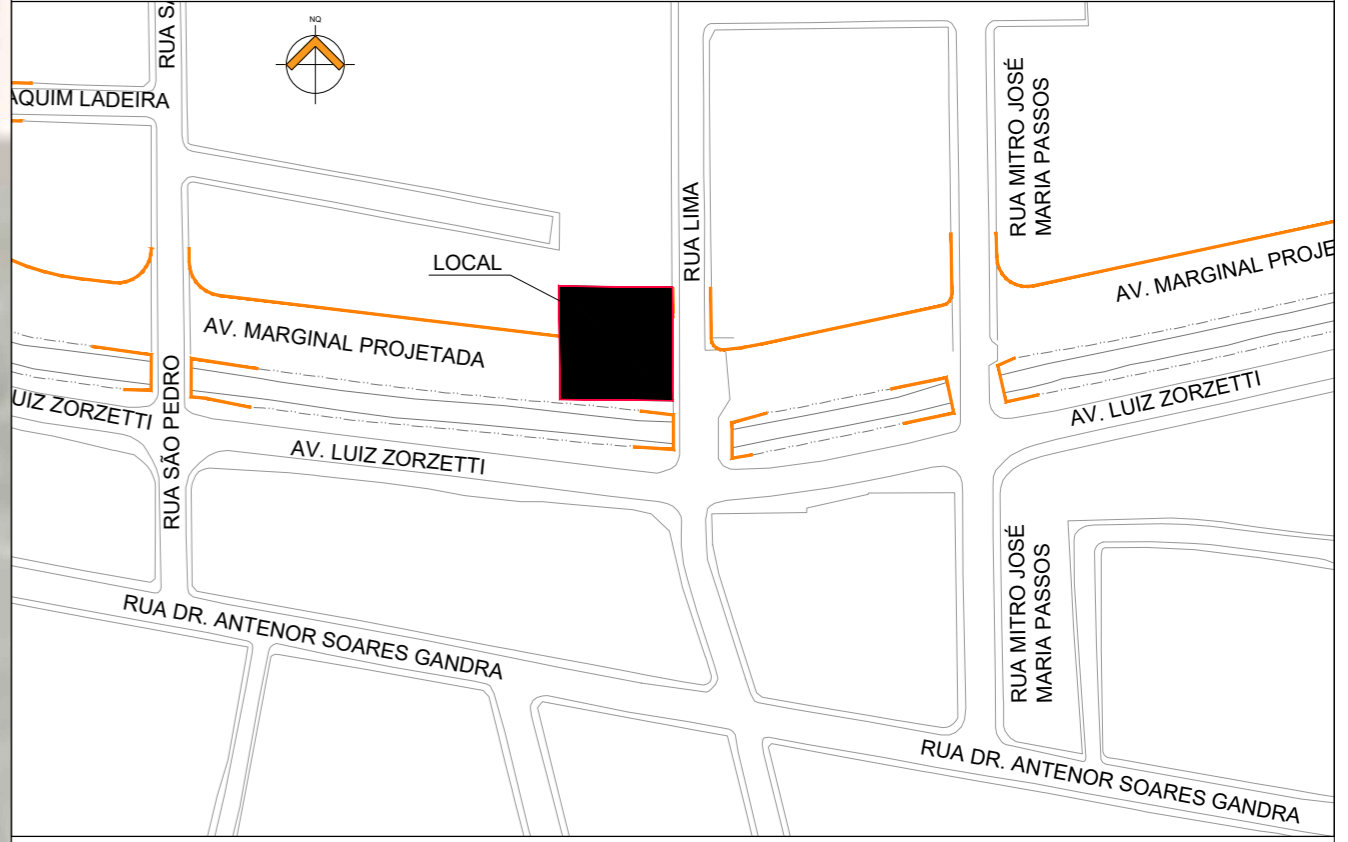 RUA SA
NQ
AQUIM LADEIRA
RUA MITRO JOSÉ
MARIA PASSOS
RUA LIMA
LOCAL
AV. MARGINAL PROJE
AV. MARGINAL PROJETADA
UIZ ZORZETTI
RUA SÃO PEDRO
AV. LUIZ ZORZETTI
AV. LUIZ ZORZETTI
RUA MITRO JOSÉ
MARIA PASSOS
RUA DR. ANTENOR SOARES GANDRA
RUA DR. ANTENOR SOARES GANDRA